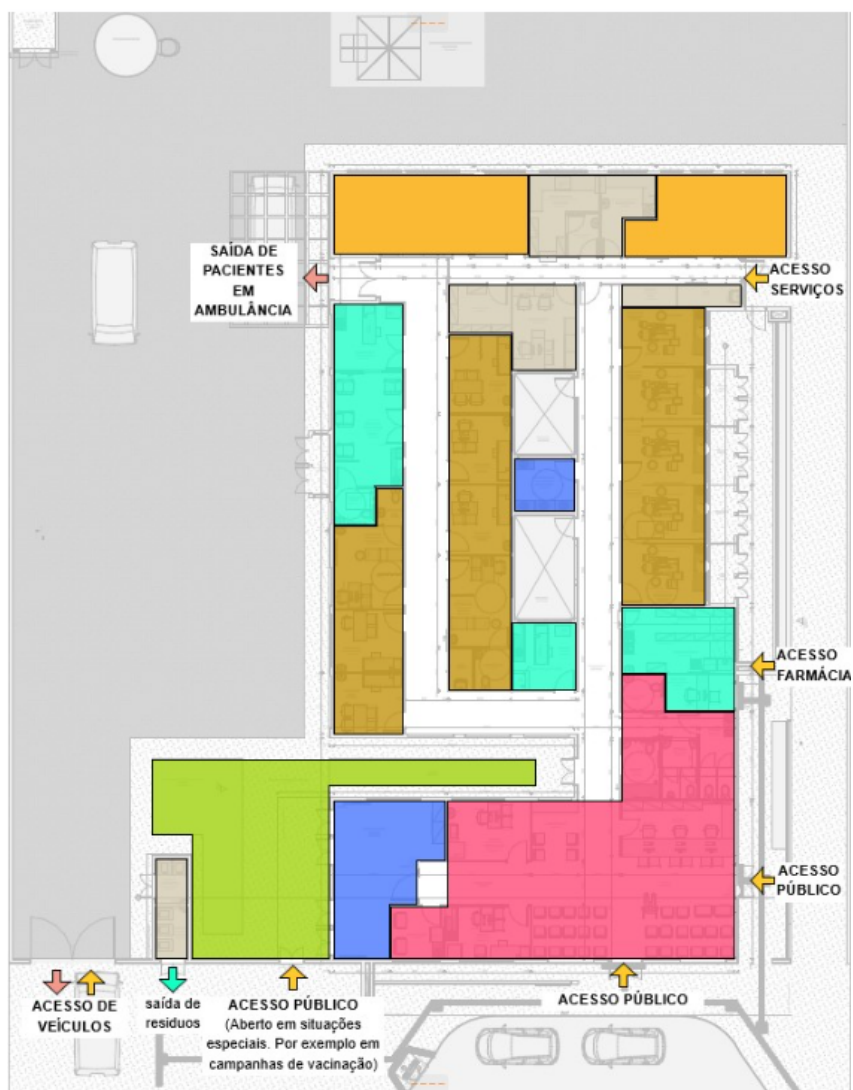 SAÍDA DE
PACIENTES
EM
AMBULÂNCIA
ACESSO
SERVIÇOS
ACESSO
FARMÁCIA
ACESSO
PÚBLICO
ACESSO DE
VEÍCULOS
saída de
residuos
ACESSO PÚBLICO
(Aberto em situações
especiais. Por exemplo em
campanhas de vacinação)
ACESSO PÚBLICO